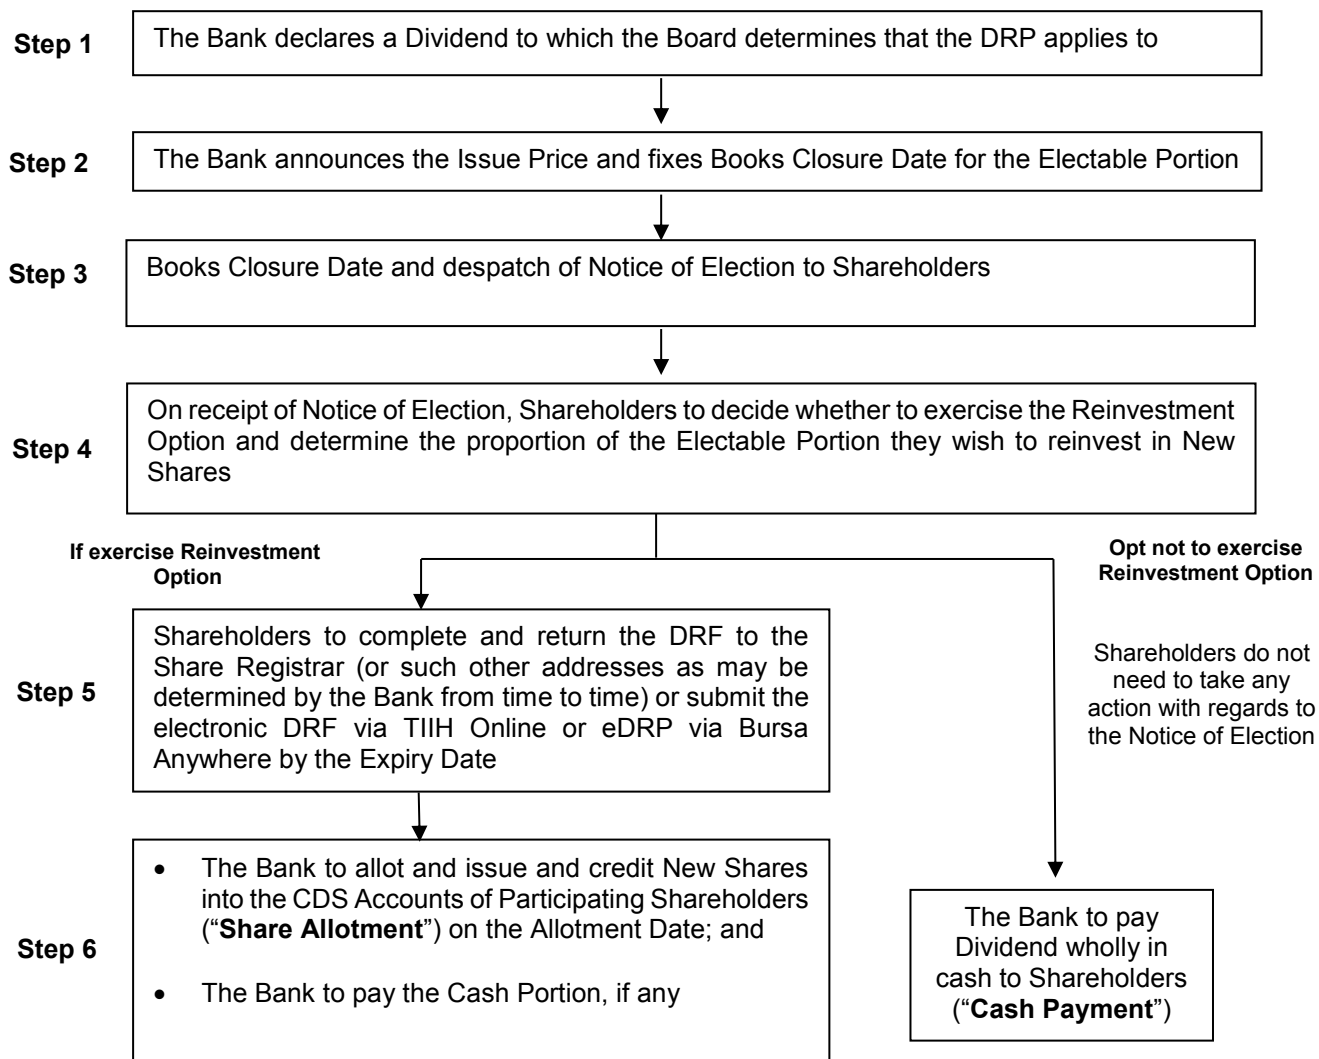 Step 1
The Bank declares a Dividend to which the Board determines that the DRP applies to
Step 2
The Bank announces the Issue Price and fixes Books Closure Date for the Electable Portion
Step 3
Books Closure Date and despatch of Notice of Election to Shareholders
Step 4
On receipt of Notice of Election, Shareholders to decide whether to exercise the Reinvestment
Option and determine the proportion of the Electable Portion they wish to reinvest in New
Shares
If exercise Reinvestment
Option
Opt not to exercise
Reinvestment Option
Step 5
Shareholders to complete and return the DRF to the
Share Registrar (or such other addresses as may be
determined by the Bank from time to time) or submit the
electronic DRF via TIIH Online or eDRP via Bursa
Anywhere by the Expiry Date
Shareholders do not
need to take any
action with regards to
the Notice of Election
Step 6
• The Bank to allot and issue and credit New Shares
into the CDS Accounts of Participating Shareholders
(“Share Allotment”) on the Allotment Date; and
• The Bank to pay the Cash Portion, if any
The Bank to pay
Dividend wholly in
cash to Shareholders
(“Cash Payment”)